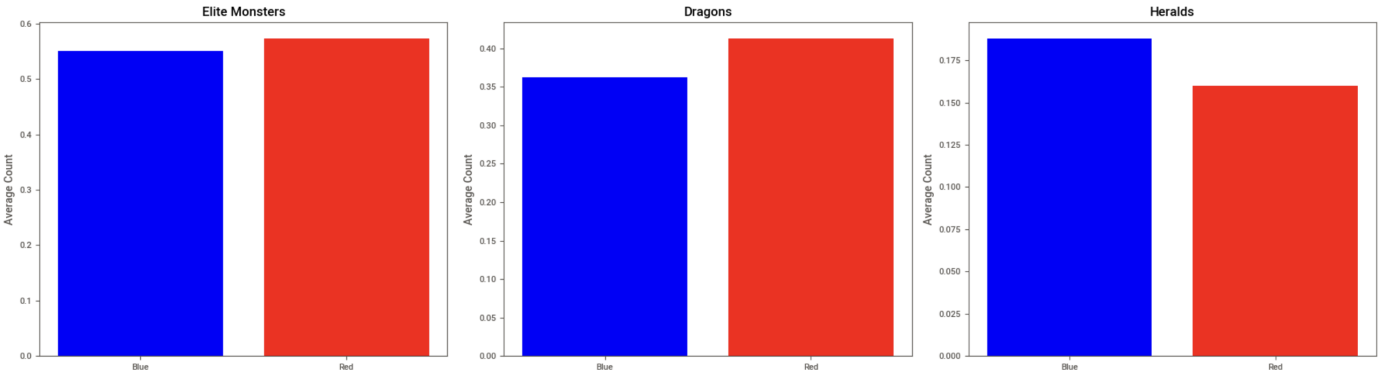 Elite Monsters
Average Count
0.6
0.5
0.4
0.3
0.2
0.1
0.0
Blue
Red
Dragons
Average Count
0.40
0.35
0.30
0.25
0.20
0.15
0.10
0.05
0.00
Blue
Red
Heralds
Average Count
0.175
0.150
0.125
0.100
0.075
0.050
0.025
0.000
Blue
Red